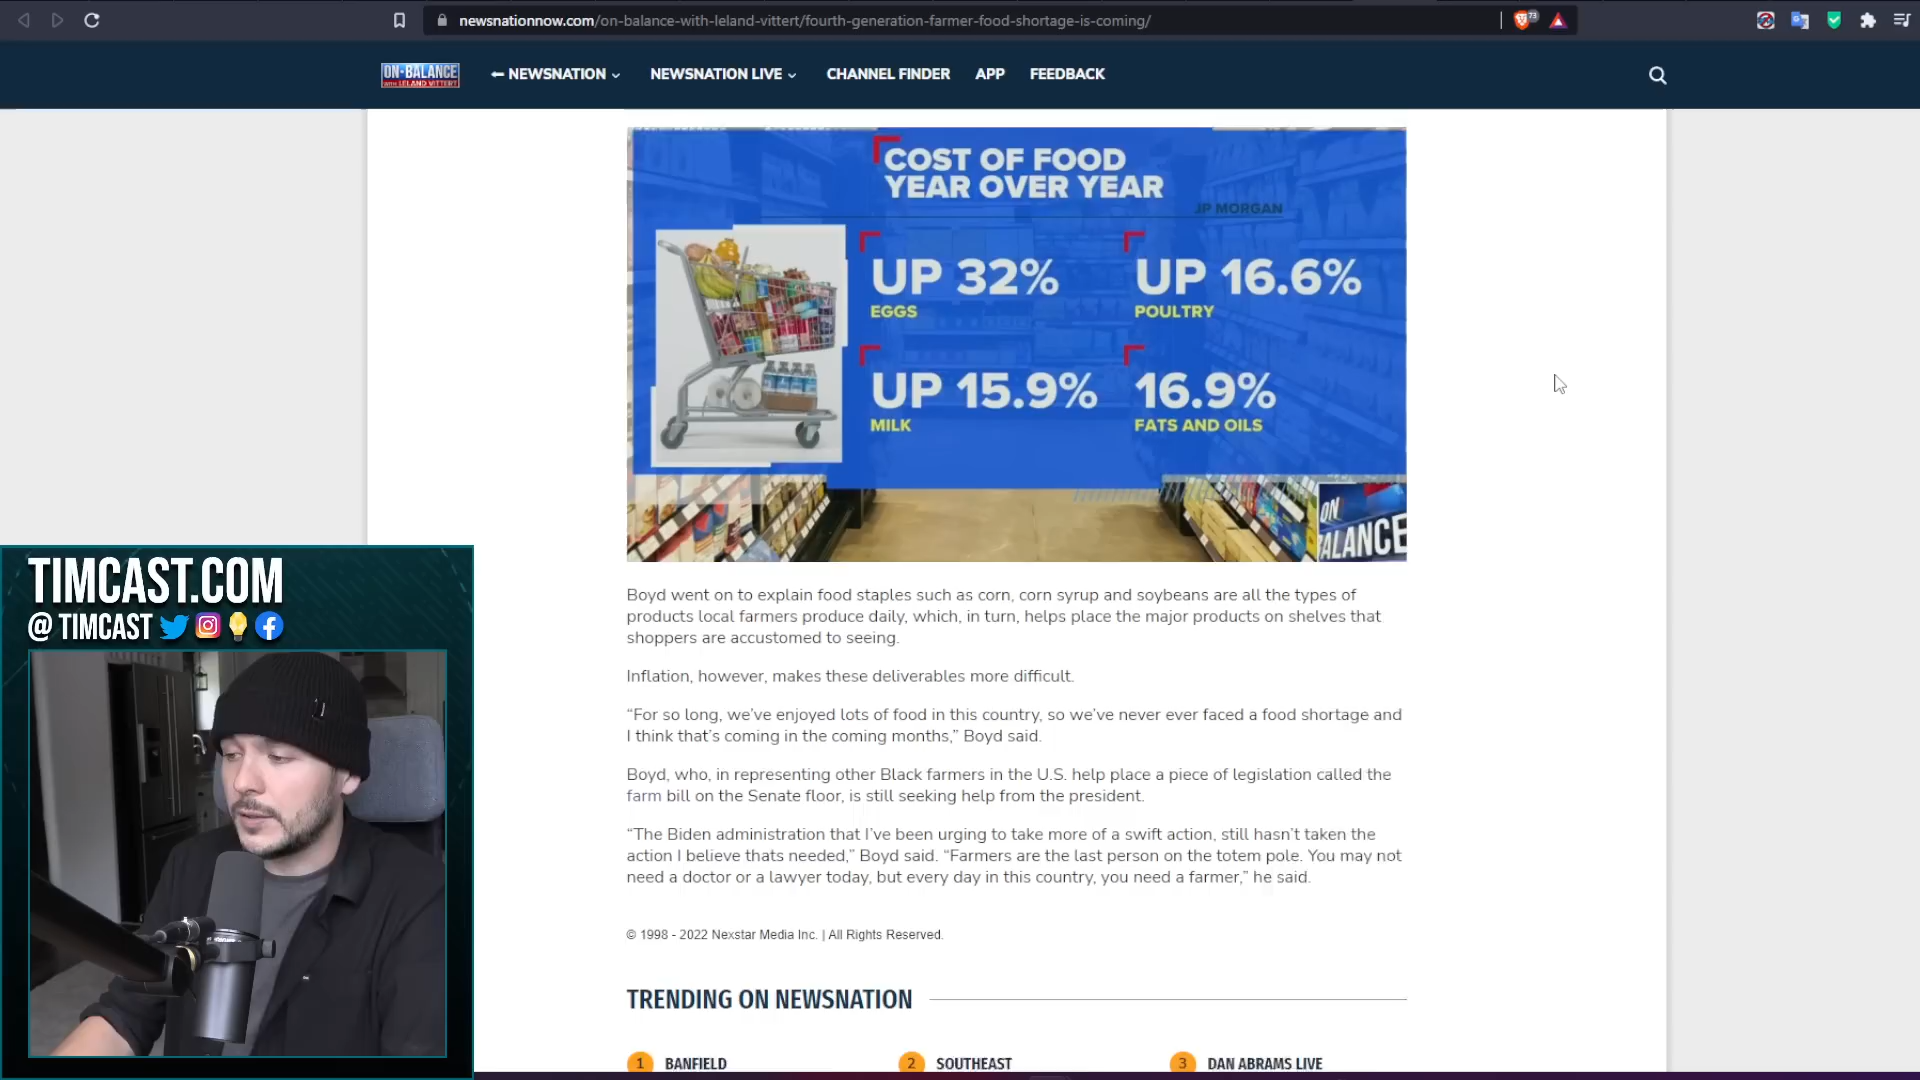 newsnationnow.com/on-balance-with-leland-vittert/fourth-generation-farmer-food-shortage-is-coming/
73
ON-BALANCE
WITH LELAND VITTERT
NEWSNATION
NEWSNATION LIVE
CHANNEL FINDER
APP
FEEDBACK
COST OF FOOD
YEAR OVER YEAR
JP MORGAN
UP 32%
EGGS
UP 16.6%
POULTRY
UP 15.9%
MILK
16.9%
FATS AND OILS
ON
BALANCE
Boyd went on to explain food staples such as corn, corn syrup and soybeans are all the types of
products local farmers produce daily, which, in turn, helps place the major products on shelves that
shoppers are accustomed to seeing.
Inflation, however, makes these deliverables more difficult.
“For so long, we’ve enjoyed lots of food in this country, so we’ve never ever faced a food shortage and
I think that’s coming in the coming months,” Boyd said.
Boyd, who, in representing other Black farmers in the U.S. help place a piece of legislation called the
farm bill on the Senate floor, is still seeking help from the president.
“The Biden administration that I’ve been urging to take more of a swift action, still hasn’t taken the
action I believe thats needed,” Boyd said. “Farmers are the last person on the totem pole. You may not
need a doctor or a lawyer today, but every day in this country, you need a farmer,” he said.
© 1998 - 2022 Nexstar Media Inc. | All Rights Reserved.
TRENDING ON NEWSNATION
1 BANFIELD
2 SOUTHEAST
3 DAN ABRAMS LIVE
TIMCAST.COM
@ TIMCAST